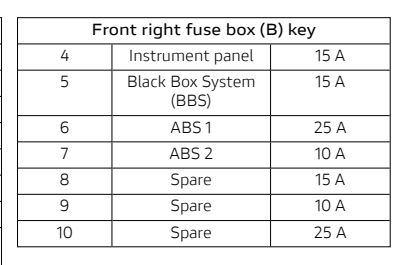 Front right fuse box (B) key
4 Instrument panel 15 A
5 Black Box System (BBS) 15 A
6 ABS 1 25 A
7 ABS 2 10 A
8 Spare 15 A
9 Spare 10 A
10 Spare 25 A